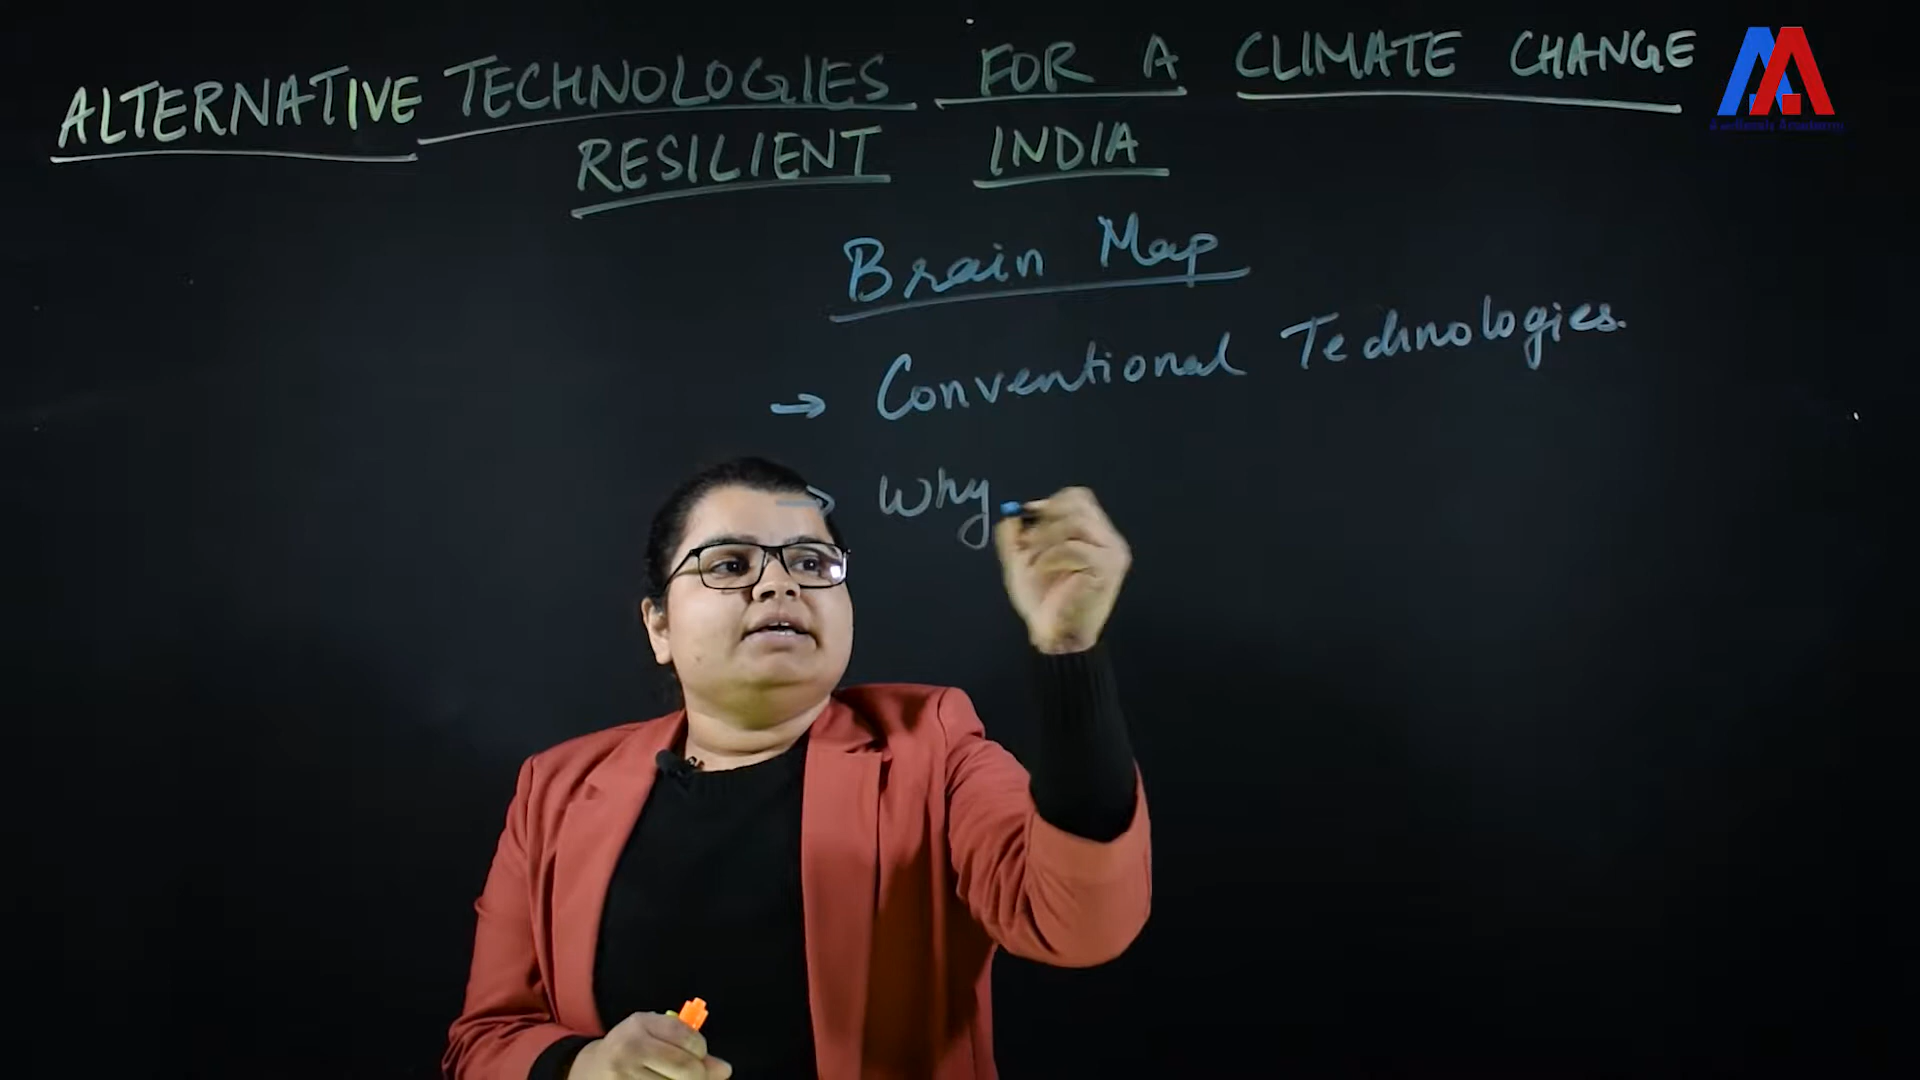 ALTERNATIVE TECHNOLOGIES FOR A CLIMATE CHANGE
RESILIENT INDIA
Brain Map
→ Conventional Technologies.
→ Why